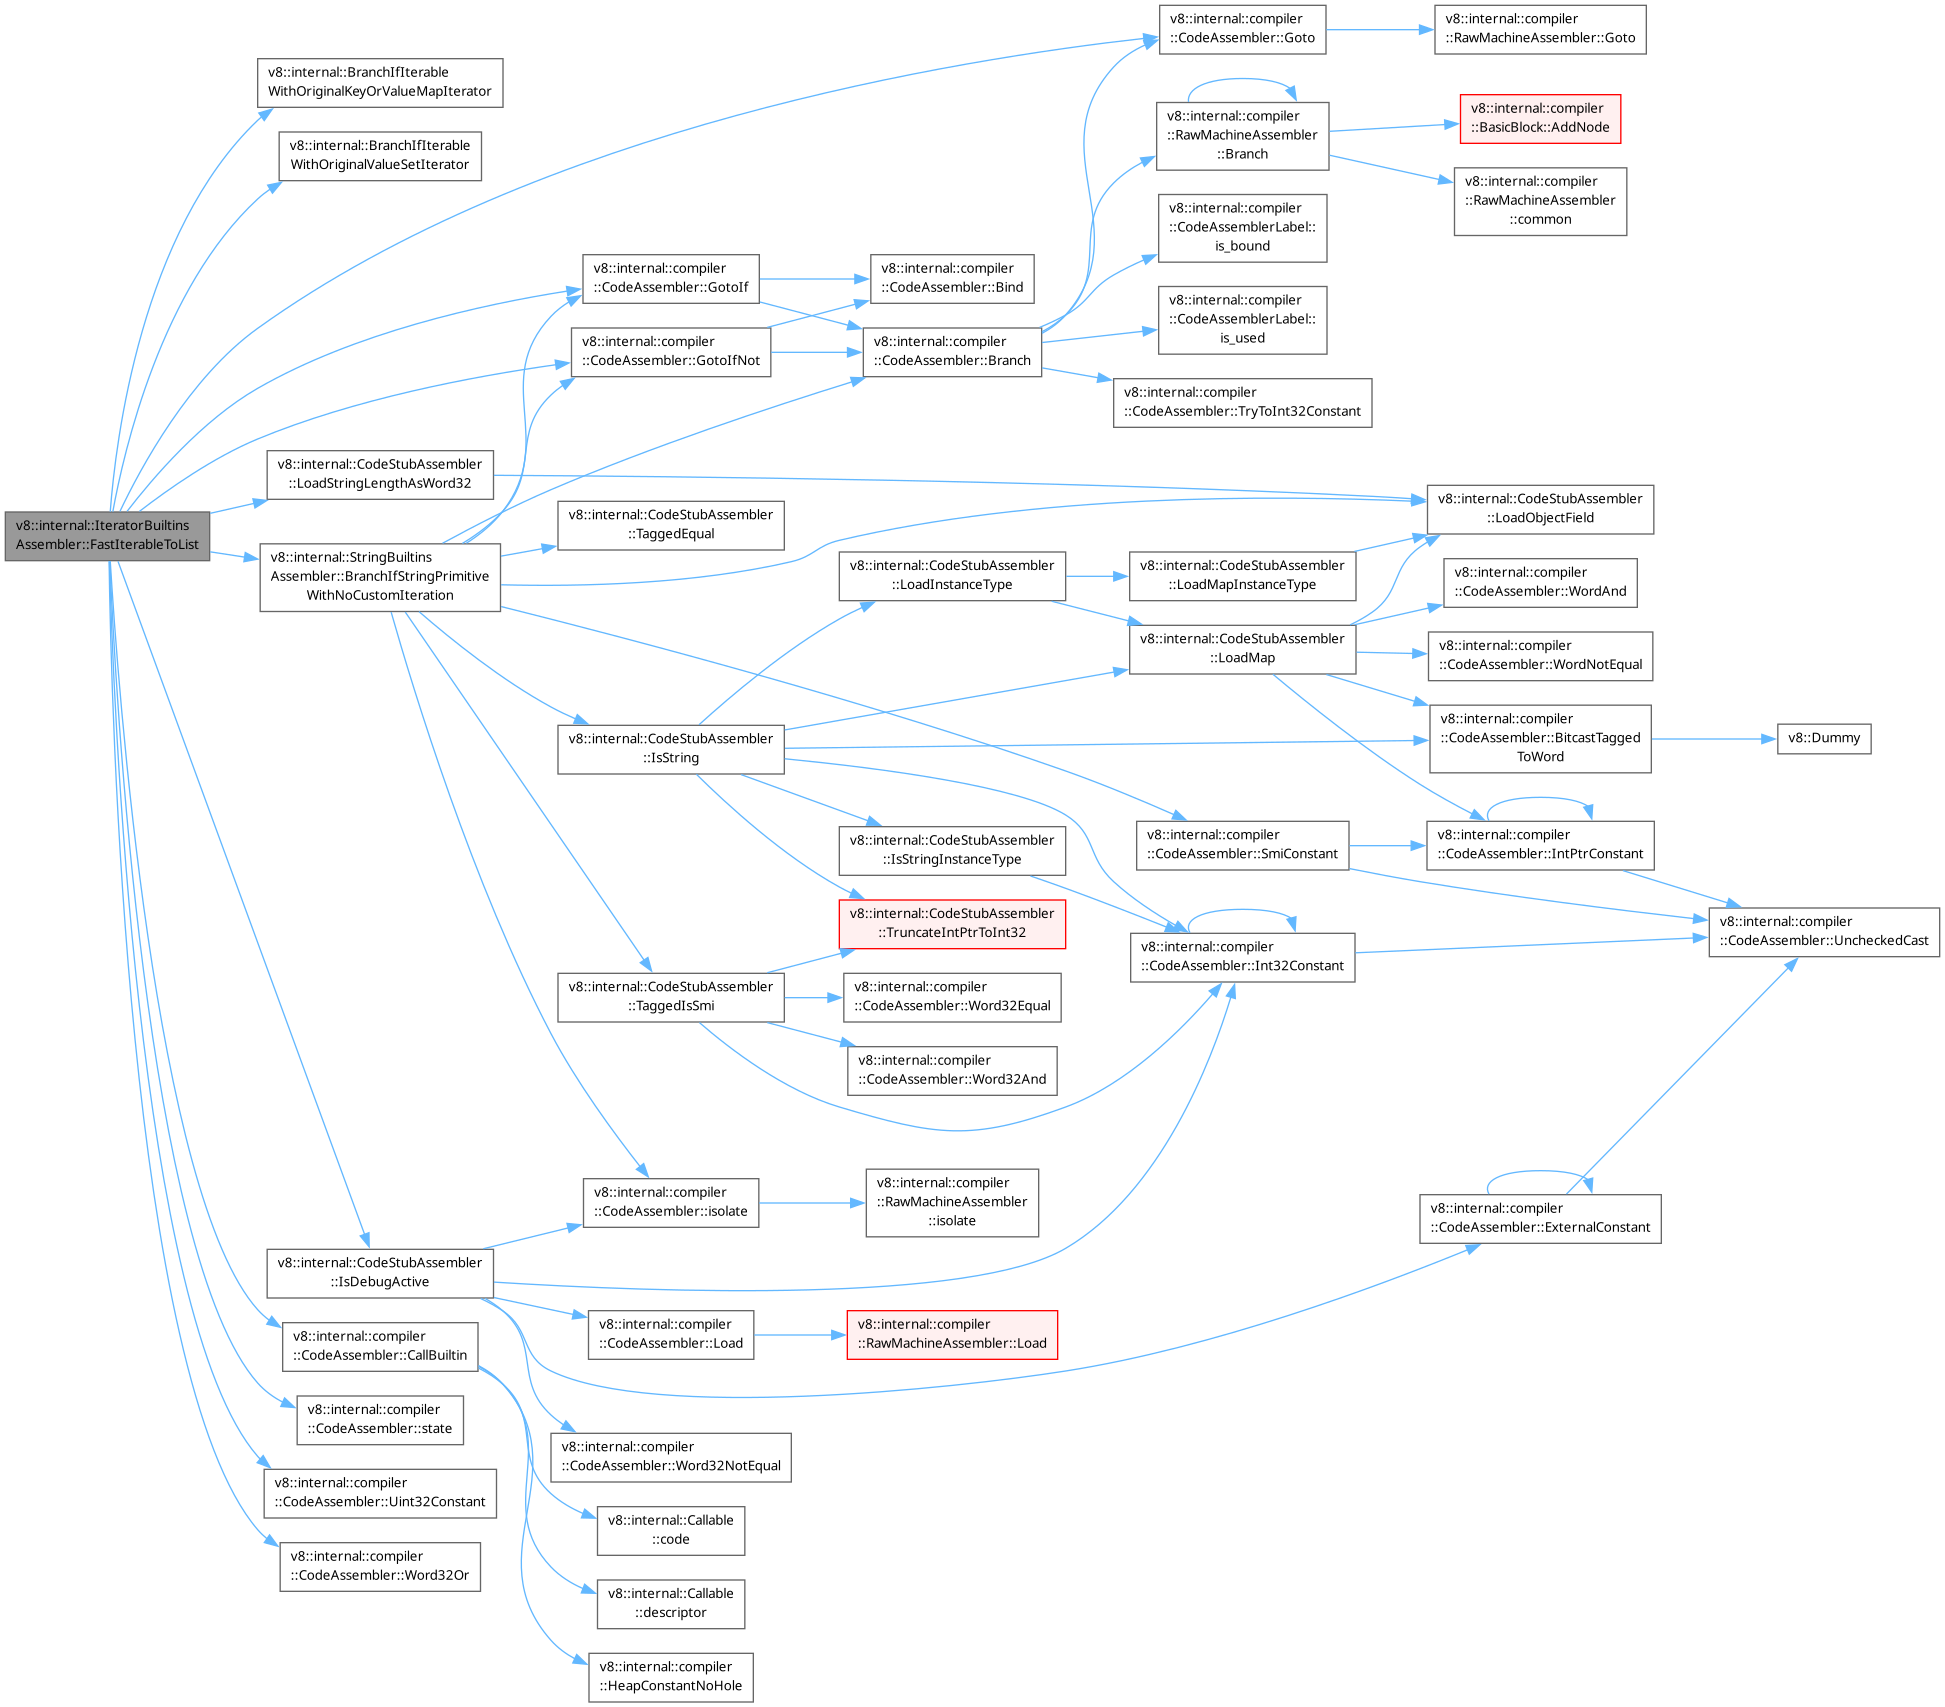 v8::internal::IteratorBuiltins
Assembler::FastIterableToList
v8::internal::BranchIfIterable
WithOriginalKeyOrValueMapIterator
v8::internal::BranchIfIterable
WithOriginalValueSetIterator
v8::internal::CodeStubAssembler
::LoadStringLengthAsWord32
v8::internal::StringBuiltins
Assembler::BranchIfStringPrimitive
WithNoCustomIteration
v8::internal::CodeStubAssembler
::IsDebugActive
v8::internal::compiler
::CodeAssembler::CallBuiltin
v8::internal::compiler
::CodeAssembler::state
v8::internal::compiler
::CodeAssembler::Uint32Constant
v8::internal::compiler
::CodeAssembler::Word32Or
v8::internal::compiler
::CodeAssembler::GotoIf
v8::internal::compiler
::CodeAssembler::GotoIfNot
v8::internal::CodeStubAssembler
::TaggedEqual
v8::internal::CodeStubAssembler
::IsString
v8::internal::CodeStubAssembler
::TaggedIsSmi
v8::internal::compiler
::CodeAssembler::isolate
v8::internal::compiler
::CodeAssembler::Load
v8::internal::compiler
::CodeAssembler::Word32NotEqual
v8::internal::Callable
::code
v8::internal::Callable
::descriptor
v8::internal::compiler
::HeapConstantNoHole
v8::internal::compiler
::CodeAssembler::Bind
v8::internal::compiler
::CodeAssembler::Branch
v8::internal::CodeStubAssembler
::LoadInstanceType
v8::internal::CodeStubAssembler
::IsStringInstanceType
v8::internal::CodeStubAssembler
::TruncateIntPtrToInt32
v8::internal::compiler
::CodeAssembler::Word32Equal
v8::internal::compiler
::CodeAssembler::Word32And
v8::internal::compiler
::RawMachineAssembler
::isolate
v8::internal::compiler
::RawMachineAssembler::Load
v8::internal::compiler
::CodeAssembler::Goto
v8::internal::compiler
::RawMachineAssembler
::Branch
v8::internal::compiler
::CodeAssemblerLabel::
is_bound
v8::internal::compiler
::CodeAssemblerLabel::
is_used
v8::internal::compiler
::CodeAssembler::TryToInt32Constant
v8::internal::CodeStubAssembler
::LoadMapInstanceType
v8::internal::CodeStubAssembler
::LoadMap
v8::internal::compiler
::CodeAssembler::SmiConstant
v8::internal::compiler
::CodeAssembler::Int32Constant
v8::internal::compiler
::RawMachineAssembler::Goto
v8::internal::compiler
::BasicBlock::AddNode
v8::internal::compiler
::RawMachineAssembler
::common
v8::internal::CodeStubAssembler
::LoadObjectField
v8::internal::compiler
::CodeAssembler::WordAnd
v8::internal::compiler
::CodeAssembler::WordNotEqual
v8::internal::compiler
::CodeAssembler::BitcastTagged
ToWord
v8::internal::compiler
::CodeAssembler::IntPtrConstant
v8::internal::compiler
::CodeAssembler::ExternalConstant
v8::Dummy
v8::internal::compiler
::CodeAssembler::UncheckedCast